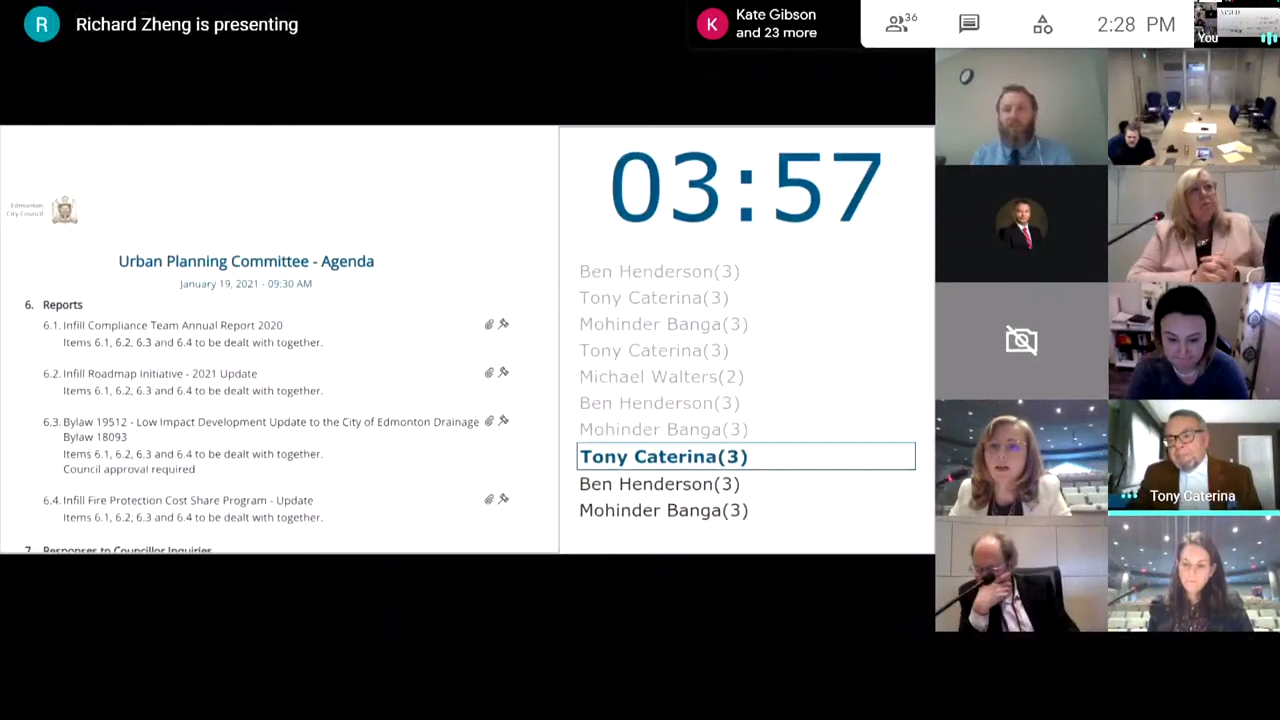 R
Richard Zheng is presenting
K
Kate Gibson
and 23 more
36
2:28 PM
You
Edmonton
City Council
Urban Planning Committee - Agenda
January 19, 2021 - 09:30 AM
6. Reports
6.1. Infill Compliance Team Annual Report 2020
Items 6.1, 6.2, 6.3 and 6.4 to be dealt with together.
6.2. Infill Roadmap Initiative - 2021 Update
Items 6.1, 6.2, 6.3 and 6.4 to be dealt with together.
6.3. Bylaw 19512 - Low Impact Development Update to the City of Edmonton Drainage
Bylaw 18093
Items 6.1, 6.2, 6.3 and 6.4 to be dealt with together.
Council approval required
6.4. Infill Fire Protection Cost Share Program - Update
Items 6.1, 6.2, 6.3 and 6.4 to be dealt with together.
7. Responses to Councillor Inquiries
03:57
Ben Henderson(3)
Tony Caterina(3)
Mohinder Banga(3)
Tony Caterina(3)
Michael Walters(2)
Ben Henderson(3)
Mohinder Banga(3)
Tony Caterina(3)
Ben Henderson(3)
Mohinder Banga(3)
Tony Caterina